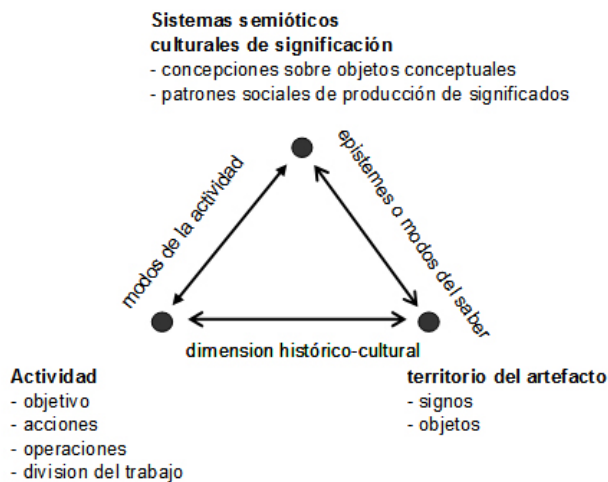 Sistemas semióticos
culturales de significación
- concepciones sobre objetos conceptuales
- patrones sociales de producción de significados
modos de la actividad
epistemes o modos del saber
dimension histórico-cultural
Actividad
- objetivo
- acciones
- operaciones
- division del trabajo
territorio del artefacto
- signos
- objetos